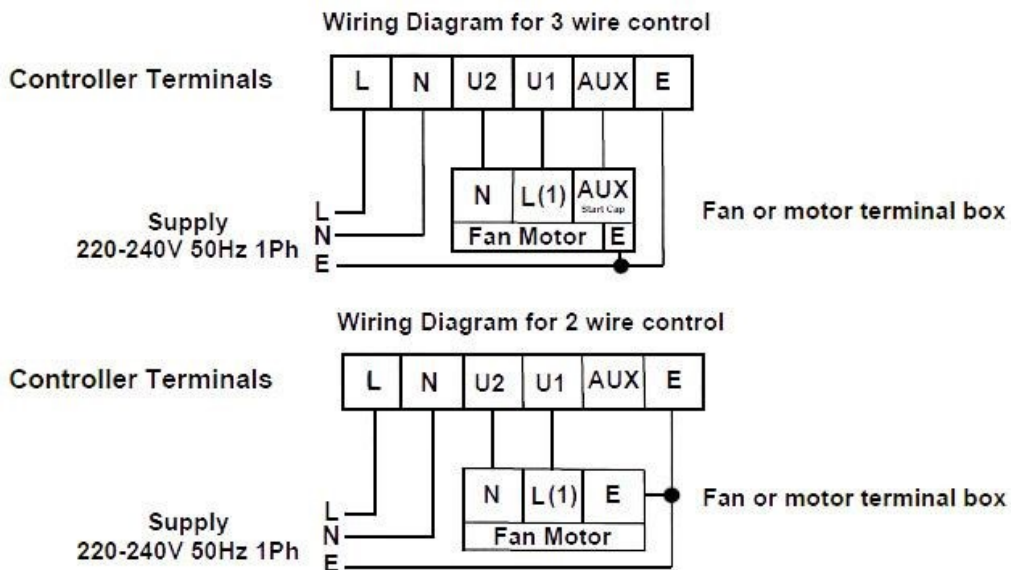 Wiring Diagram for 3 wire control
Controller Terminals
L N U2 U1 AUX E
N L(1) AUX
Start Cap
Fan Motor E
Fan or motor terminal box
Supply
220-240V 50Hz 1Ph
L
N
E
Wiring Diagram for 2 wire control
Controller Terminals
L N U2 U1 AUX E
N L(1) E
Fan Motor
Fan or motor terminal box
Supply
220-240V 50Hz 1Ph
L
N
E